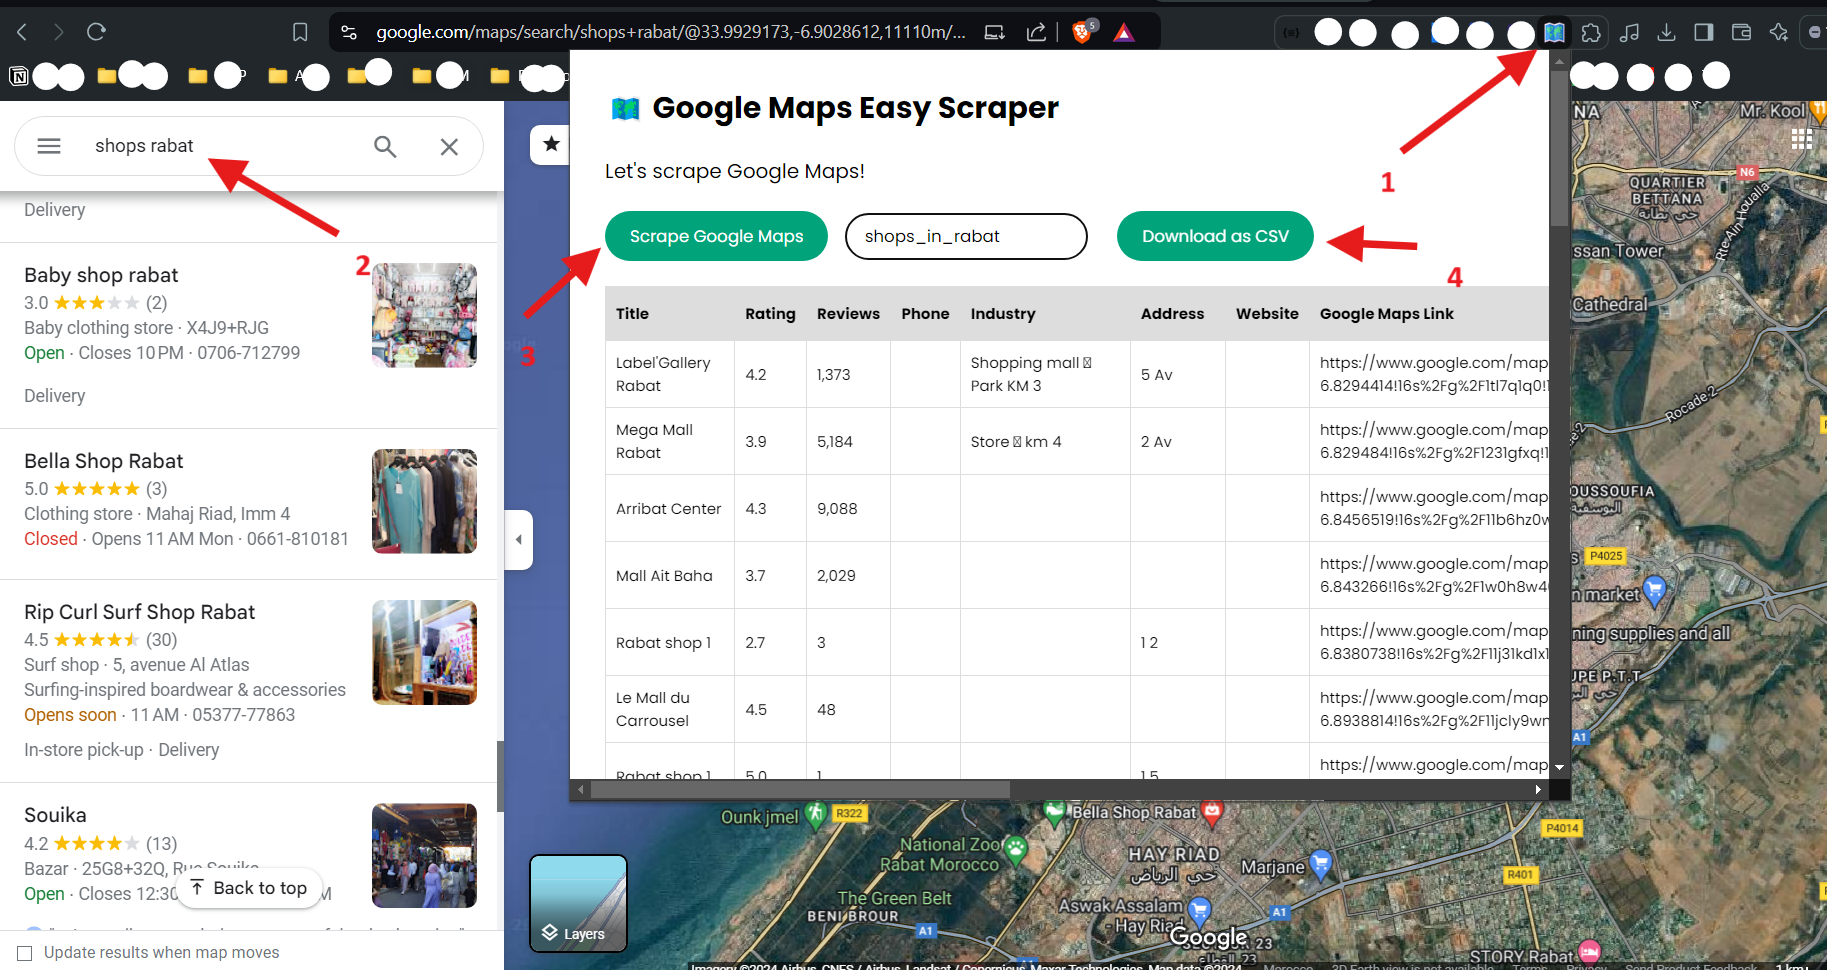 google.com/maps/search/shops+rabat/@33.9929173,-6.9028612,11110m/...
5
shops rabat
Delivery
Baby shop rabat
3.0 (2)
Baby clothing store · X4J9+RJG
Open · Closes 10 PM · 0706-712799
Delivery
Bella Shop Rabat
5.0 (3)
Clothing store · Mahaj Riad, Imm 4
Closed · Opens 11 AM Mon · 0661-810181
Rip Curl Surf Shop Rabat
4.5 (30)
Surf shop · 5, avenue Al Atlas
Surfing-inspired boardwear & accessories
Opens soon · 11 AM · 05377-77863
In-store pick-up · Delivery
Souika
4.2 (13)
Bazar · 25G8+32Q, Rue Souika
Open · Closes 12:30
Back to top
Update results when map moves
Google Maps Easy Scraper
Let's scrape Google Maps!
Scrape Google Maps
shops_in_rabat
Download as CSV
1
2
3
4
Title Rating Reviews Phone Industry Address Website Google Maps Link
Label'Gallery Rabat 4.2 1,373 Shopping mall Park KM 3 5 Av https://www.google.com/map 6.8294414!16s%2Fg%2F1tl7q1q0!
Mega Mall Rabat 3.9 5,184 Store km 4 2 Av https://www.google.com/map 6.829484!16s%2Fg%2F1231gfxq!1
Arribat Center 4.3 9,088 https://www.google.com/map 6.8456519!16s%2Fg%2F11b6hz0w
Mall Ait Baha 3.7 2,029 https://www.google.com/map 6.843266!16s%2Fg%2F1w0h8w4
Rabat shop 1 2.7 3 1 2 https://www.google.com/map 6.8380738!16s%2Fg%2F11j31kd1x1
Le Mall du Carrousel 4.5 48 https://www.google.com/map 6.8938814!16s%2Fg%2F11jcly9wn
Rabat shop 1 5.0 1 1 5 https://www.google.com/map
Mr. Kool
N6
QUARTIER
BETTANA
حي بطانة
Rte Ain Houalla
ssan Tower
Cathedral
Rocade 2
OUSSOUFIA
اليوسفية
P4025
n market
ning supplies and all
UPE P.T.T
A1
Ounk jmel
R322
Bella Shop Rabat
National Zoo
Rabat Morocco
HAY RIAD
حي الرياض
Marjane
The Green Belt
BENI BROUR
A1
Aswak Assalam
- Hay Riad
A1
R401
P4014
Google
STORY Rabat
Layers
Imagery ©2024 Airbus, CNES / Airbus, Landsat / Copernicus, Maxar Technologies, Map data ©2024 Morocco 3D Earth view is not available Terms Privacy Send Product Feedback 1 km